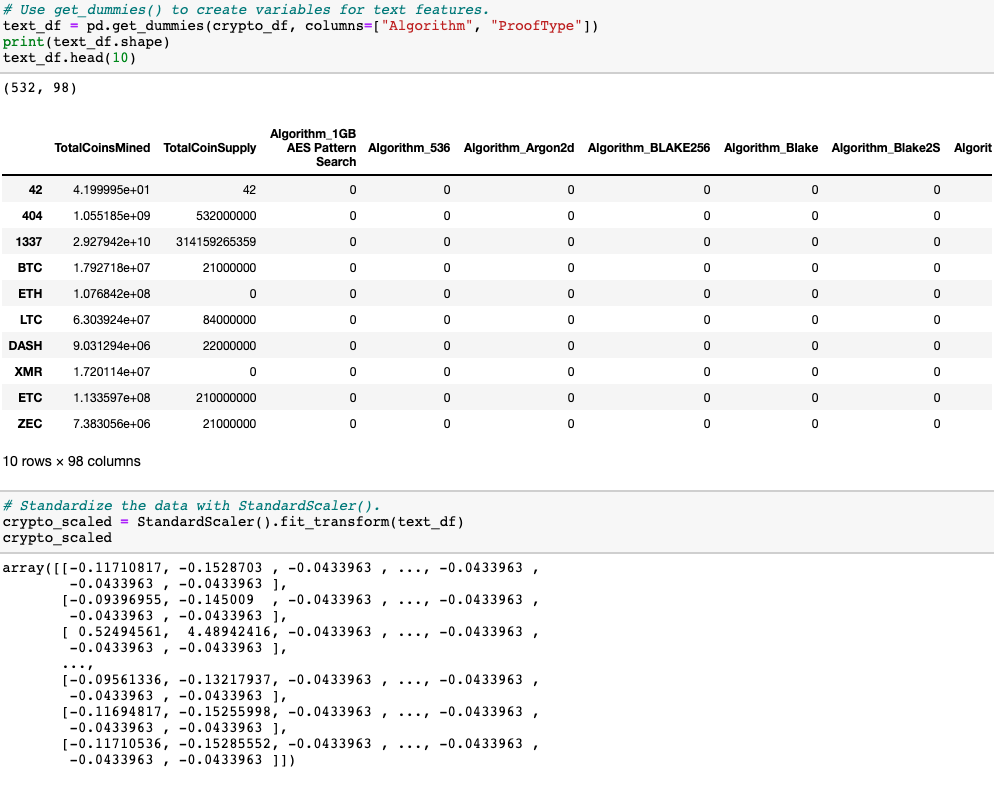 # Use get_dummies() to create variables for text features.
text_df = pd.get_dummies(crypto_df, columns=["Algorithm", "ProofType"])
print(text_df.shape)
text_df.head(10)
(532, 98)
TotalCoinsMined TotalCoinSupply Algorithm_1GB AES Pattern Search Algorithm_536 Algorithm_Argon2d Algorithm_BLAKE256 Algorithm_Blake Algorithm_Blake2S Algorit
42 4.199995e+01 42 0 0 0 0 0 0
404 1.055185e+09 532000000 0 0 0 0 0 0
1337 2.927942e+10 314159265359 0 0 0 0 0 0
BTC 1.792718e+07 21000000 0 0 0 0 0 0
ETH 1.076842e+08 0 0 0 0 0 0 0
LTC 6.303924e+07 84000000 0 0 0 0 0 0
DASH 9.031294e+06 22000000 0 0 0 0 0 0
XMR 1.720114e+07 0 0 0 0 0 0 0
ETC 1.133597e+08 210000000 0 0 0 0 0 0
ZEC 7.383056e+06 21000000 0 0 0 0 0 0
10 rows × 98 columns
# Standardize the data with StandardScaler().
crypto_scaled = StandardScaler().fit_transform(text_df)
crypto_scaled
array([[-0.11710817, -0.1528703 , -0.0433963 , ..., -0.0433963 ,
-0.0433963 , -0.0433963 ],
[-0.09396955, -0.145009  , -0.0433963 , ..., -0.0433963 ,
-0.0433963 , -0.0433963 ],
[ 0.52494561,  4.48942416, -0.0433963 , ..., -0.0433963 ,
-0.0433963 , -0.0433963 ],
...,
[-0.09561336, -0.13217937, -0.0433963 , ..., -0.0433963 ,
-0.0433963 , -0.0433963 ],
[-0.11694817, -0.15255998, -0.0433963 , ..., -0.0433963 ,
-0.0433963 , -0.0433963 ],
[-0.11710536, -0.15285552, -0.0433963 , ..., -0.0433963 ,
-0.0433963 , -0.0433963 ]])